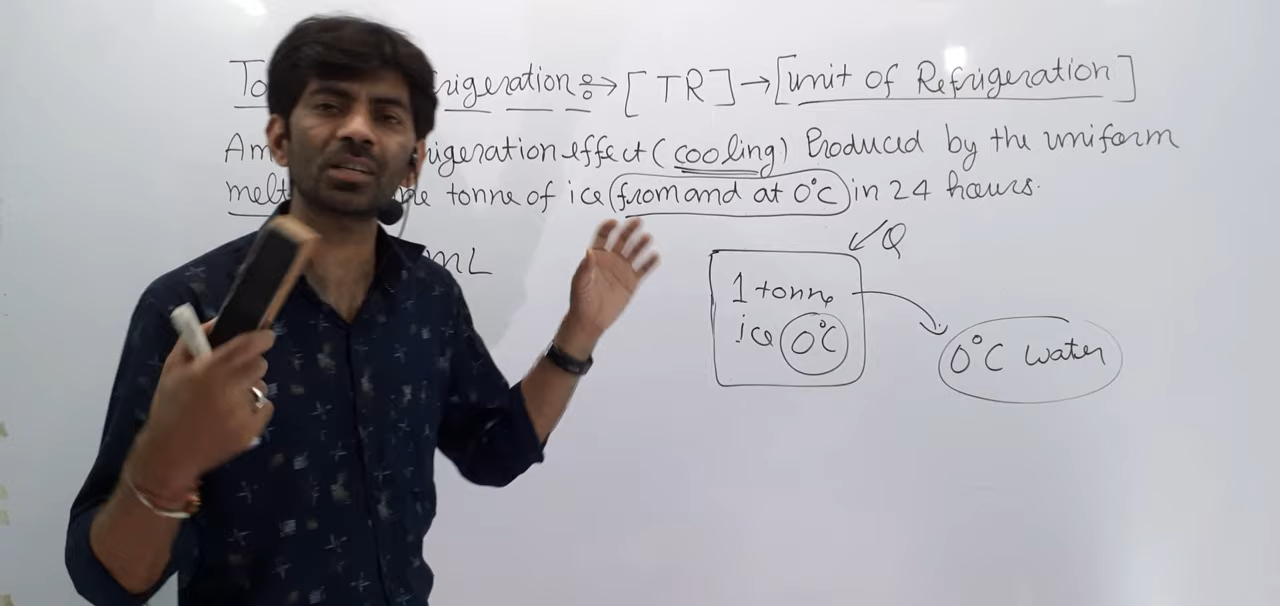 To rigeration :→ [TR] → [unit of Refrigeration]
Am igeration effect (cooling) Produced by the uniform
melt ne tonne of ice (from and at 0°C) in 24 hours.
mL
Q
1 tonne
ice 0°C
0°C water